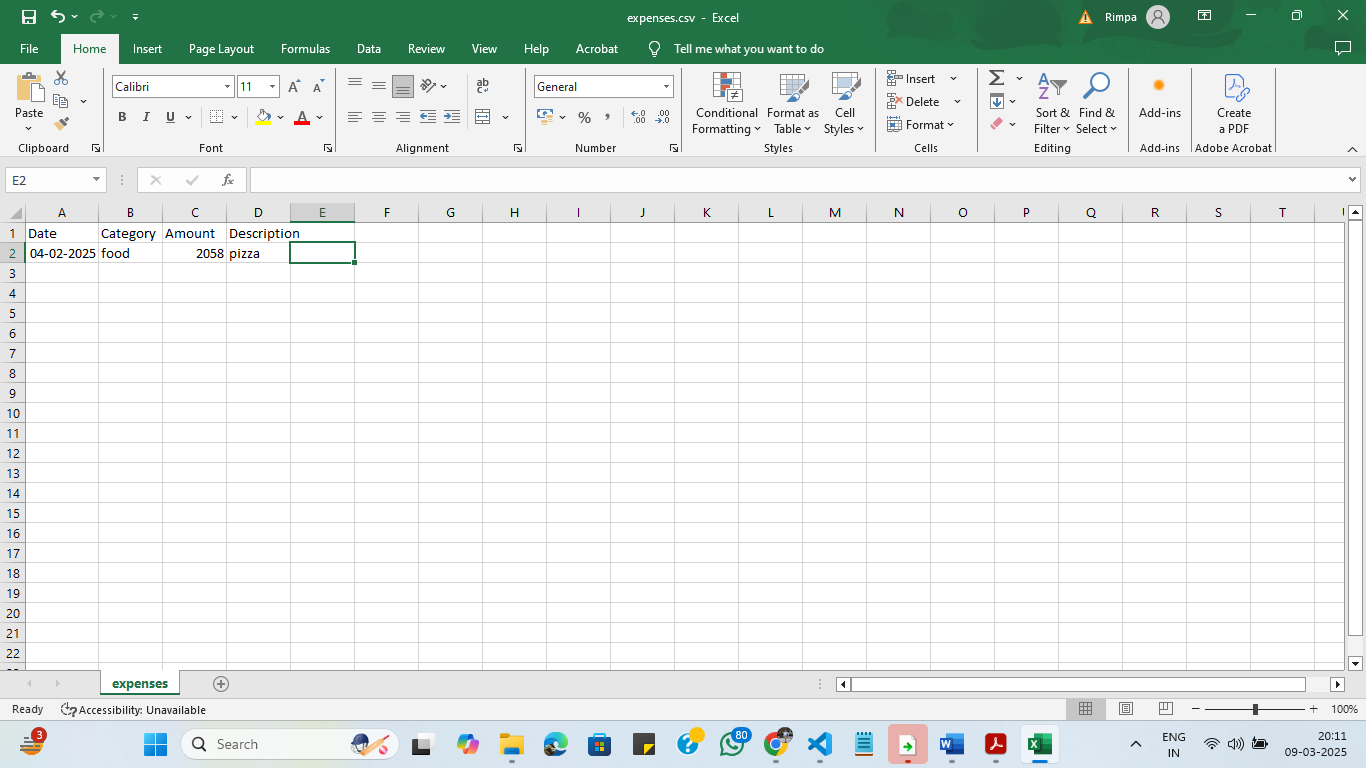 expenses.csv - Excel
Rimpa
File Home Insert Page Layout Formulas Data Review View Help Acrobat Tell me what you want to do
Paste
Clipboard
Calibri 11
B I U
Font
ab
Alignment
General
% ,
Number
Conditional Formatting
Format as Table
Cell Styles
Styles
Insert
Delete
Format
Cells
Sort & Filter
Find & Select
Editing
Add-ins
Add-ins
Create a PDF
Adobe Acrobat
E2 fx
A B C D E F G H I J K L M N O P Q R S T
1 Date Category Amount Description
2 04-02-2025 food 2058 pizza
3
4
5
6
7
8
9
10
11
12
13
14
15
16
17
18
19
20
21
22
expenses
Ready Accessibility: Unavailable 100%
3 Search 80 ENG 20:11
IN 09-03-2025